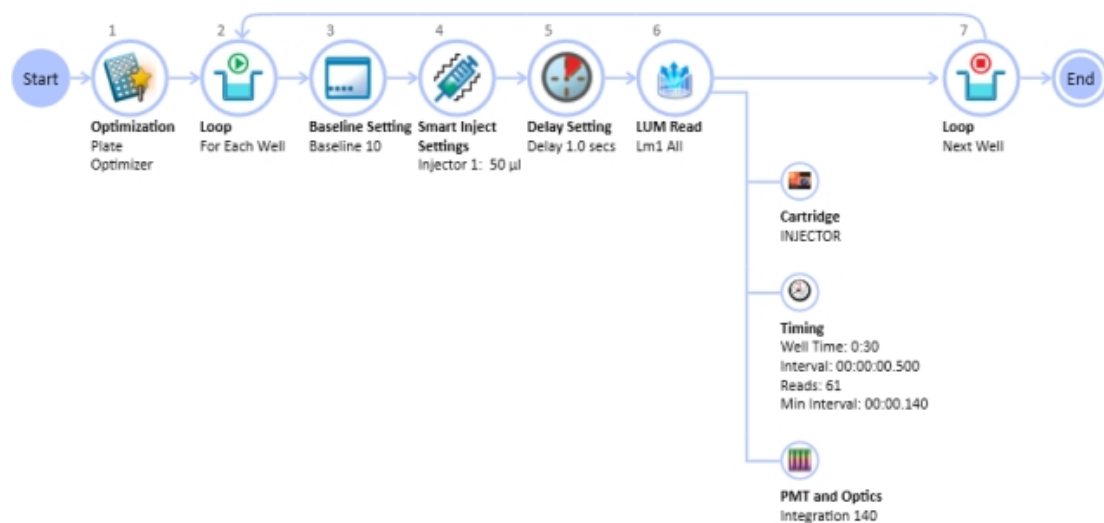 1
2
3
4
5
6
7
Start
Optimization
Plate
Optimizer
Loop
For Each Well
Baseline Setting
Baseline 10
Smart Inject
Settings
Injector 1:  50 µl
Delay Setting
Delay 1.0 secs
LUM Read
Lm1 All
Loop
Next Well
End
Cartridge
INJECTOR
Timing
Well Time: 0:30
Interval: 00:00:00.500
Reads: 61
Min Interval: 00:00.140
PMT and Optics
Integration 140